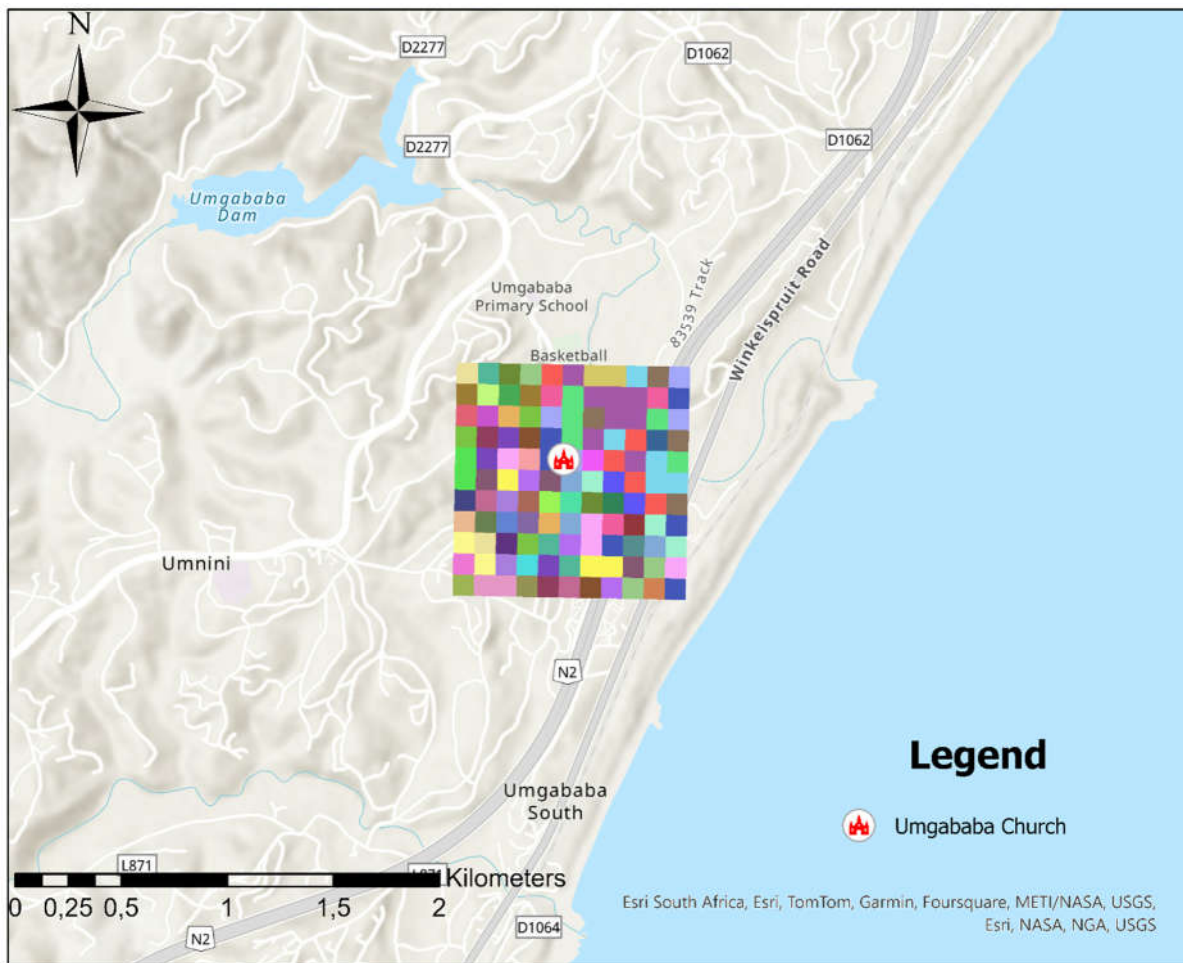 N
D2277
D1062
D2277
D1062
Umgababa
Dam
83539 Track
Winkelspruit Road
Umgababa
Primary School
Basketball
Umnini
N2
Legend
Umgababa
South
Umgababa Church
L871
Kilometers
0 0,25 0,5 1 1,5 2
Esri South Africa, Esri, TomTom, Garmin, Foursquare, METI/NASA, USGS,
Esri, NASA, NGA, USGS
N2
D1064